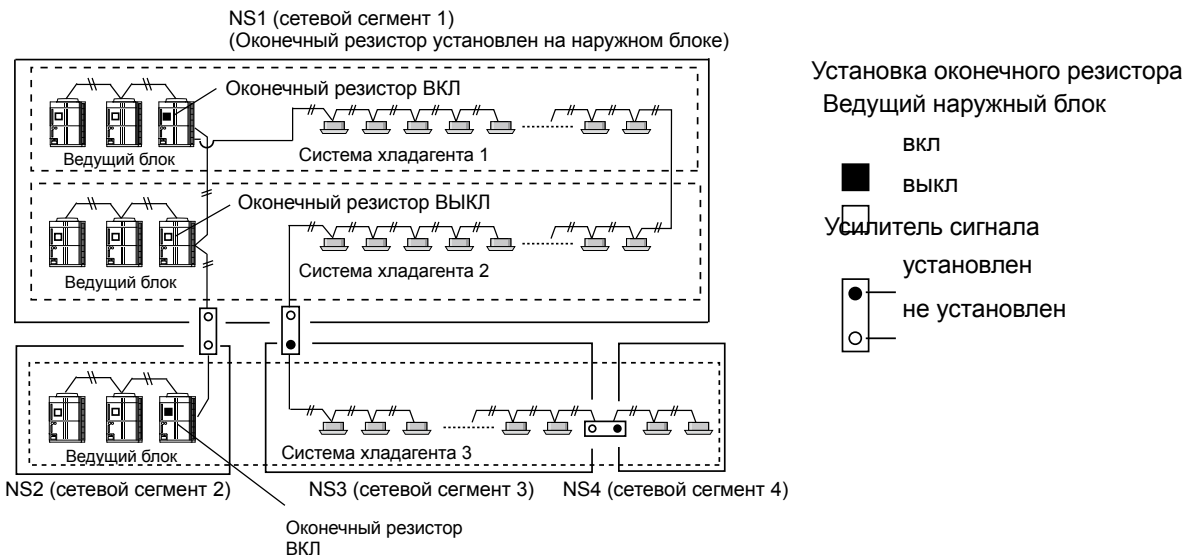 NS1 (сетевой сегмент 1)
(Оконечный резистор установлен на наружном блоке)
Оконечный резистор ВКЛ
Ведущий блок
Система хладагента 1
Оконечный резистор ВЫКЛ
Ведущий блок
Система хладагента 2
Ведущий блок
Система хладагента 3
NS2 (сетевой сегмент 2)
NS3 (сетевой сегмент 3)
NS4 (сетевой сегмент 4)
Оконечный резистор
ВКЛ
Установка оконечного резистора
Ведущий наружный блок
вкл
выкл
Усилитель сигнала
установлен
не установлен